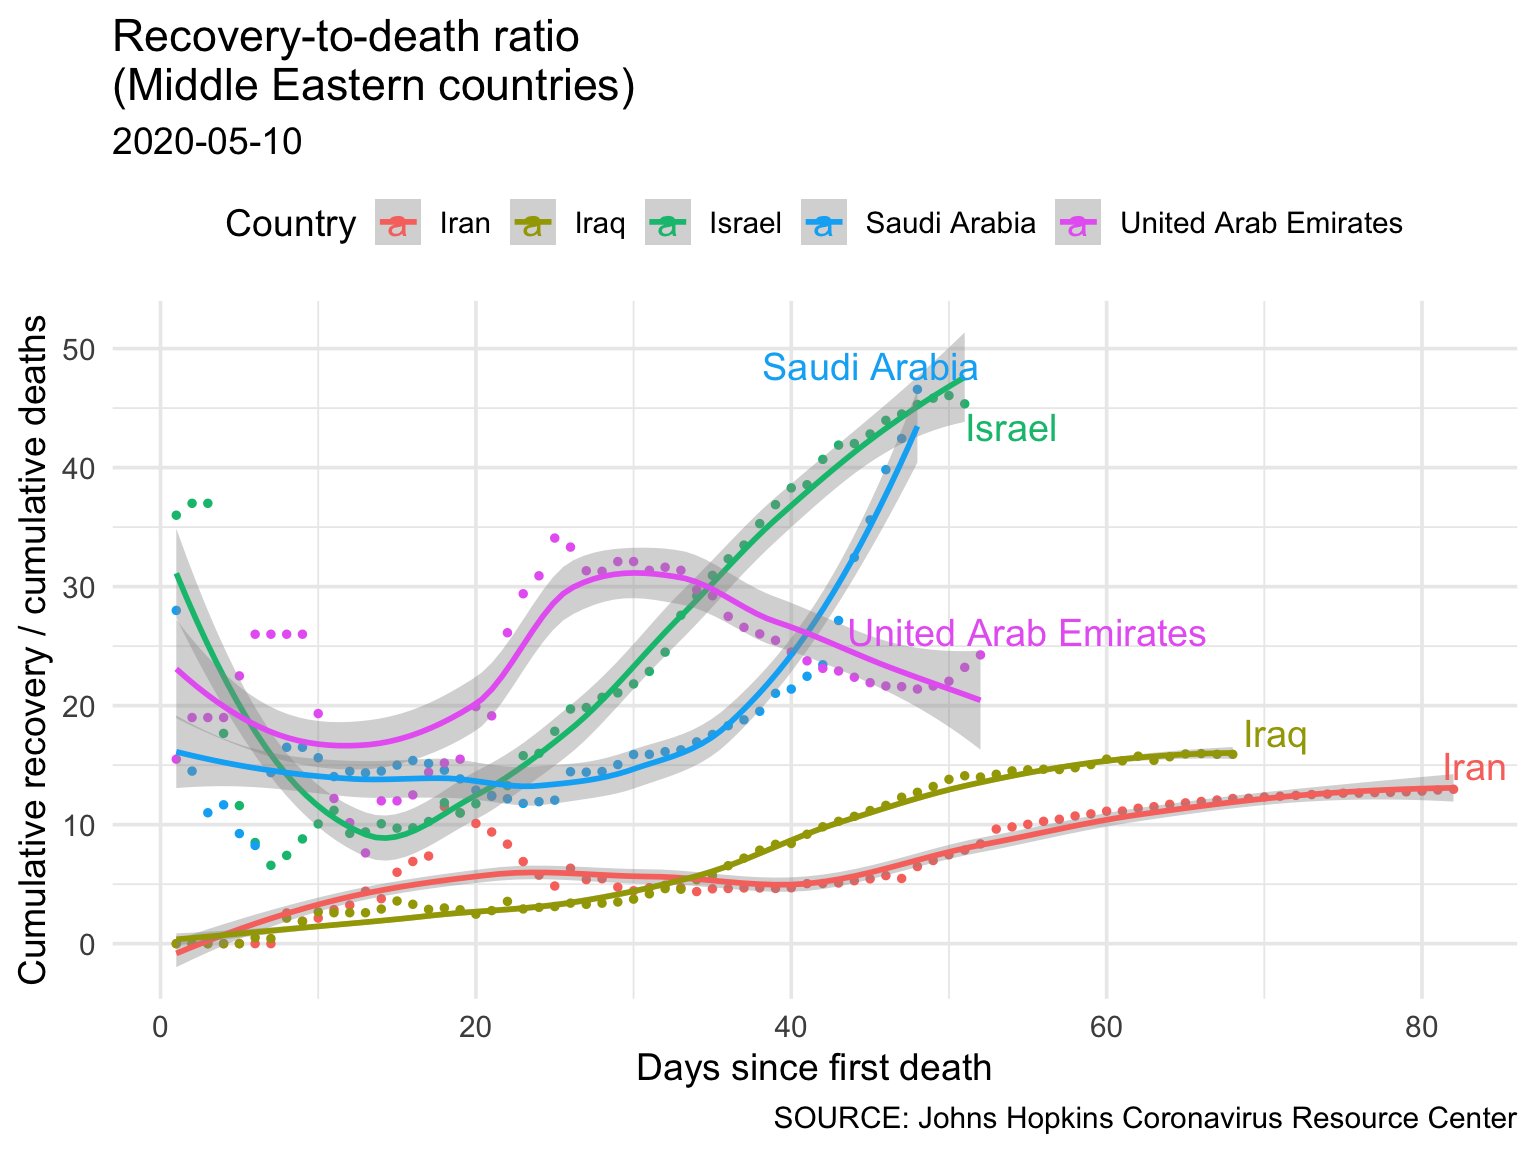 Recovery-to-death ratio
(Middle Eastern countries)
2020-05-10
Country a Iran a Iraq a Israel a Saudi Arabia a United Arab Emirates
Cumulative recovery / cumulative deaths
50
40
30
20
10
0
Saudi Arabia
Israel
United Arab Emirates
Iraq
Iran
0 20 40 60 80
Days since first death
SOURCE: Johns Hopkins Coronavirus Resource Center